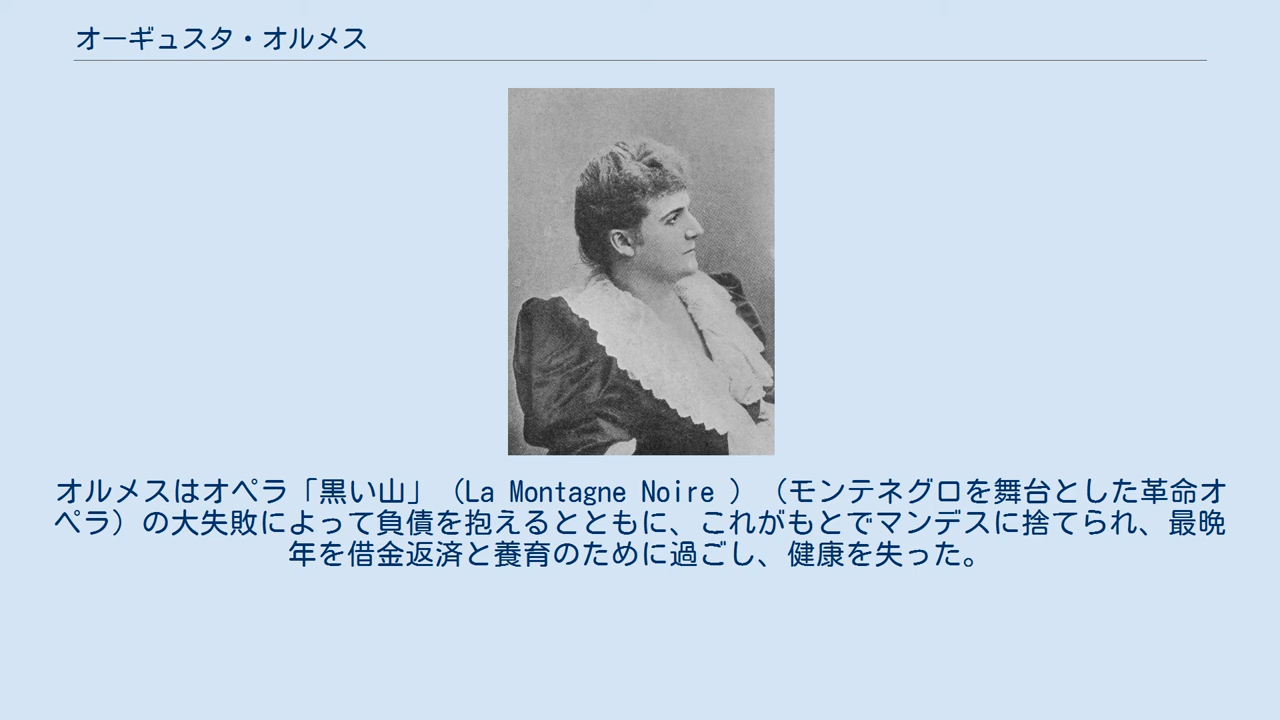 オーギュスタ・オルメス
オルメスはオペラ「黒い山」（La Montagne Noire ）（モンテネグロを舞台とした革命オ
ペラ）の大失敗によって負債を抱えるとともに、これがもとでマンデスに捨てられ、最晩
年を借金返済と養育のために過ごし、健康を失った。